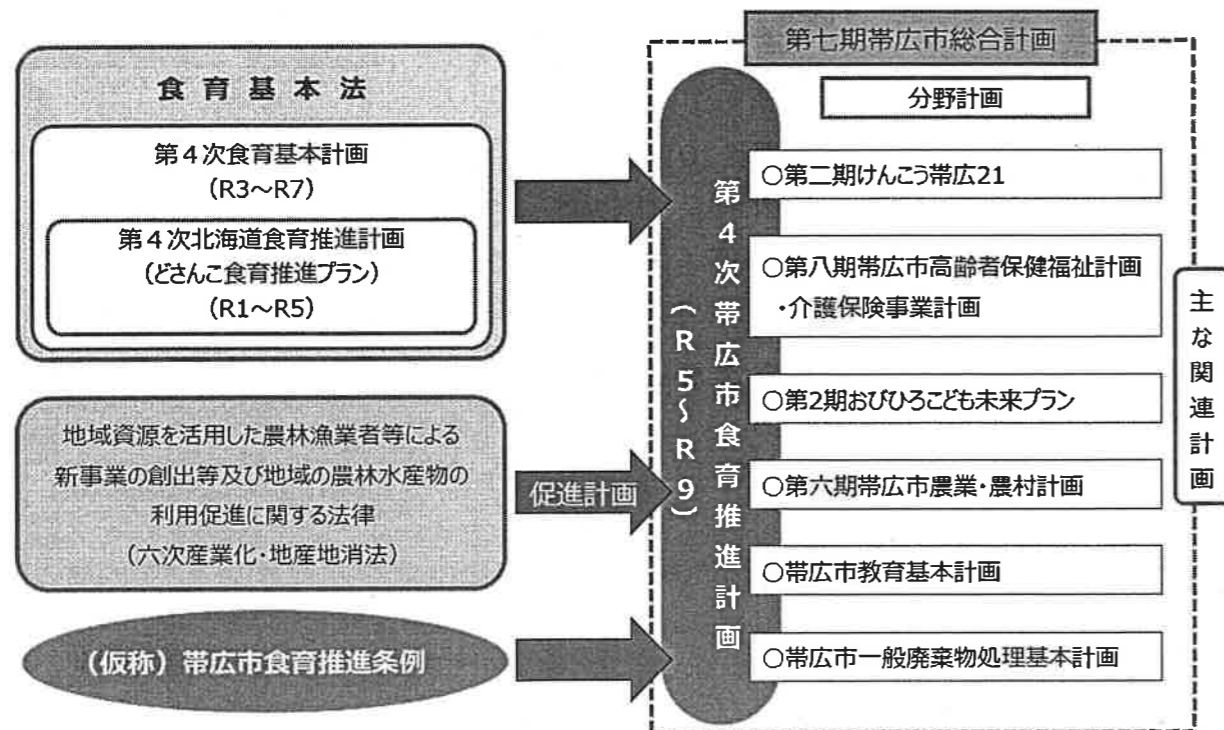 食育基本法
第4次食育基本計画
(R3～R7)
第4次北海道食育推進計画
(どさんこ食育推進プラン)
(R1～R5)
地域資源を活用した農林漁業者等による
新事業の創出等及び地域の農林水産物の
利用促進に関する法律
(六次産業化・地産地消法)
促進計画
(仮称)帯広市食育推進条例
第七期帯広市総合計画
分野計画
第4次帯広市食育推進計画
(R5～R9)
○第二期けんこう帯広21
○第八期帯広市高齢者保健福祉計画
・介護保険事業計画
○第2期おびひろこども未来プラン
○第六期帯広市農業・農村計画
○帯広市教育基本計画
○帯広市一般廃棄物処理基本計画
主な関連計画